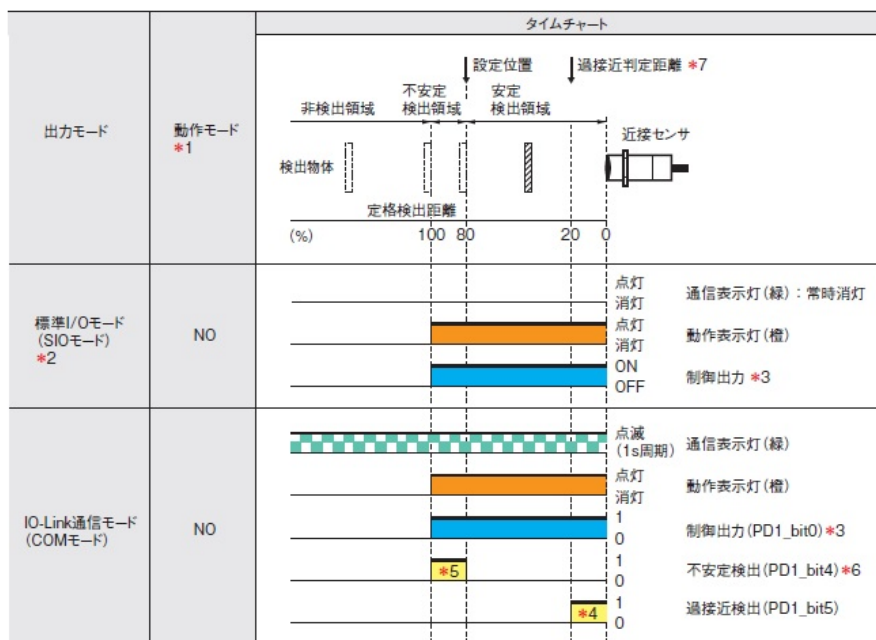 タイムチャート
出力モード
動作モード
*1
設定位置
過接近判定距離 *7
不安定
検出領域
安定
検出領域
非検出領域
近接センサ
検出物体
定格検出距離
(%)
100 80 20 0
標準I/Oモード
(SIOモード)
*2
NO
点灯
消灯
通信表示灯(緑):常時消灯
点灯
消灯
動作表示灯(橙)
ON
OFF
制御出力 *3
IO-Link通信モード
(COMモード)
NO
点滅
(1s周期)
通信表示灯(緑)
点灯
消灯
動作表示灯(橙)
1
0
制御出力(PD1_bit0)*3
*5
1
0
不安定検出(PD1_bit4)*6
*4
1
0
過接近検出(PD1_bit5)